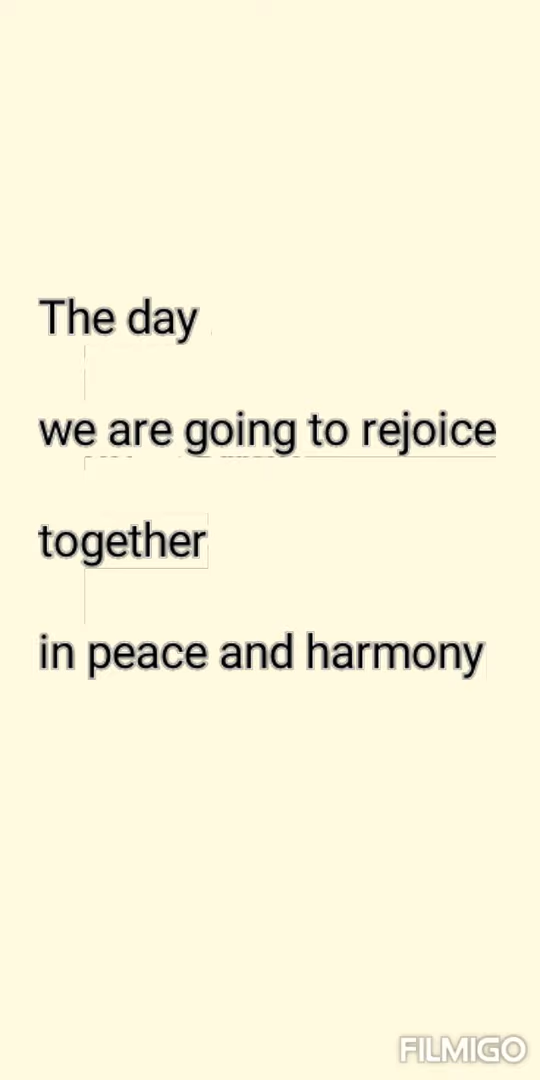 The day
we are going to rejoice
together
in peace and harmony
FILMIGO